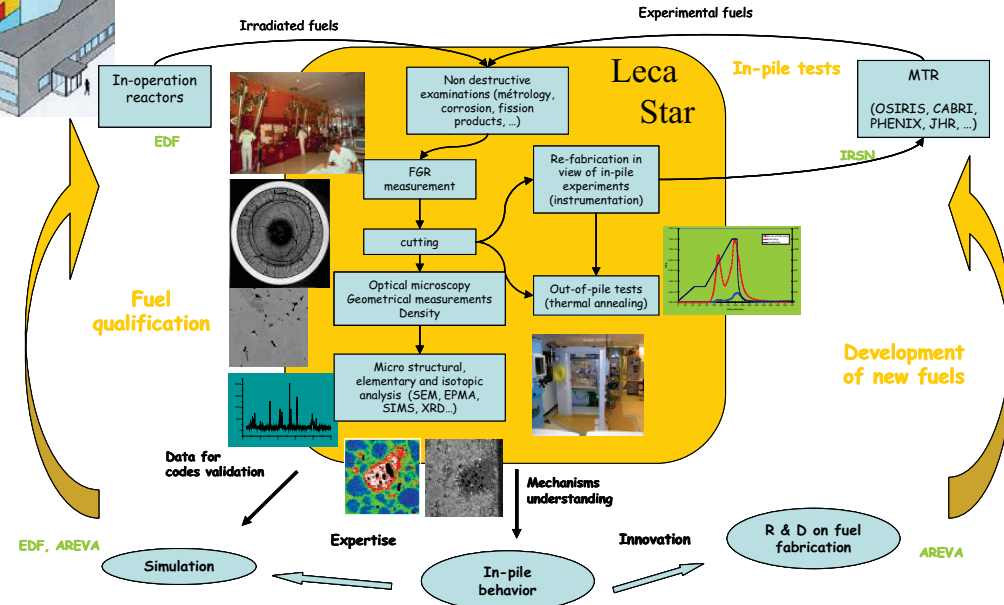 Experimental fuels
Irradiated fuels
In-operation
reactors
EDF
Non destructive
examinations (métrology,
corrosion, fission
products, …)
Leca
Star
In-pile tests
MTR
(OSIRIS, CABRI,
PHENIX, JHR, …)
IRSN
FGR
measurement
Re-fabrication in
view of in-pile
experiments
(instrumentation)
cutting
Optical microscopy
Geometrical measurements
Density
Out-of-pile tests
(thermal annealing)
Fuel
qualification
Micro structural,
elementary and isotopic
analysis (SEM, EPMA,
SIMS, XRD…)
Development
of new fuels
Data for
codes validation
Mechanisms
understanding
EDF, AREVA
Simulation
Expertise
In-pile
behavior
Innovation
R & D on fuel
fabrication
AREVA